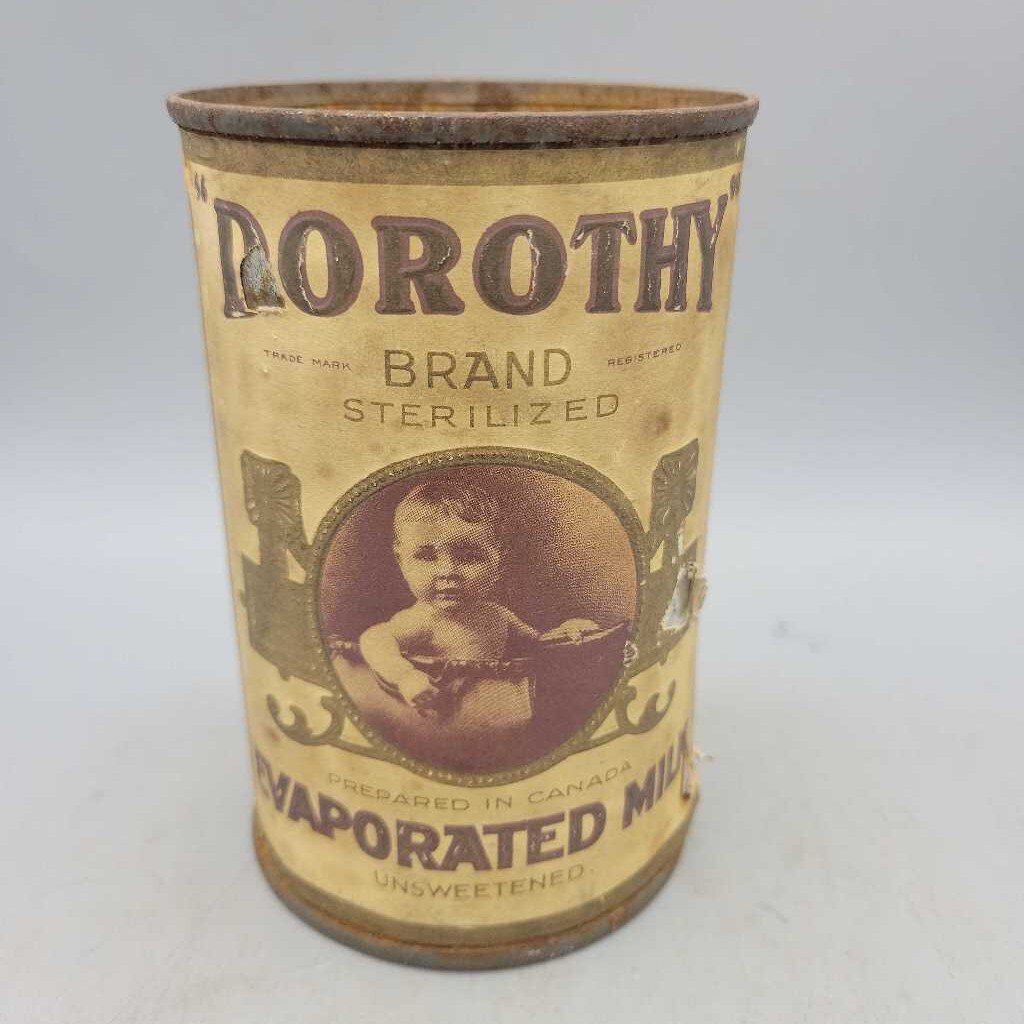 "DOROTHY"
TRADE MARK BRAND REGISTERED
STERILIZED
PREPARED IN CANADA
EVAPORATED MILK
UNSWEETENED.